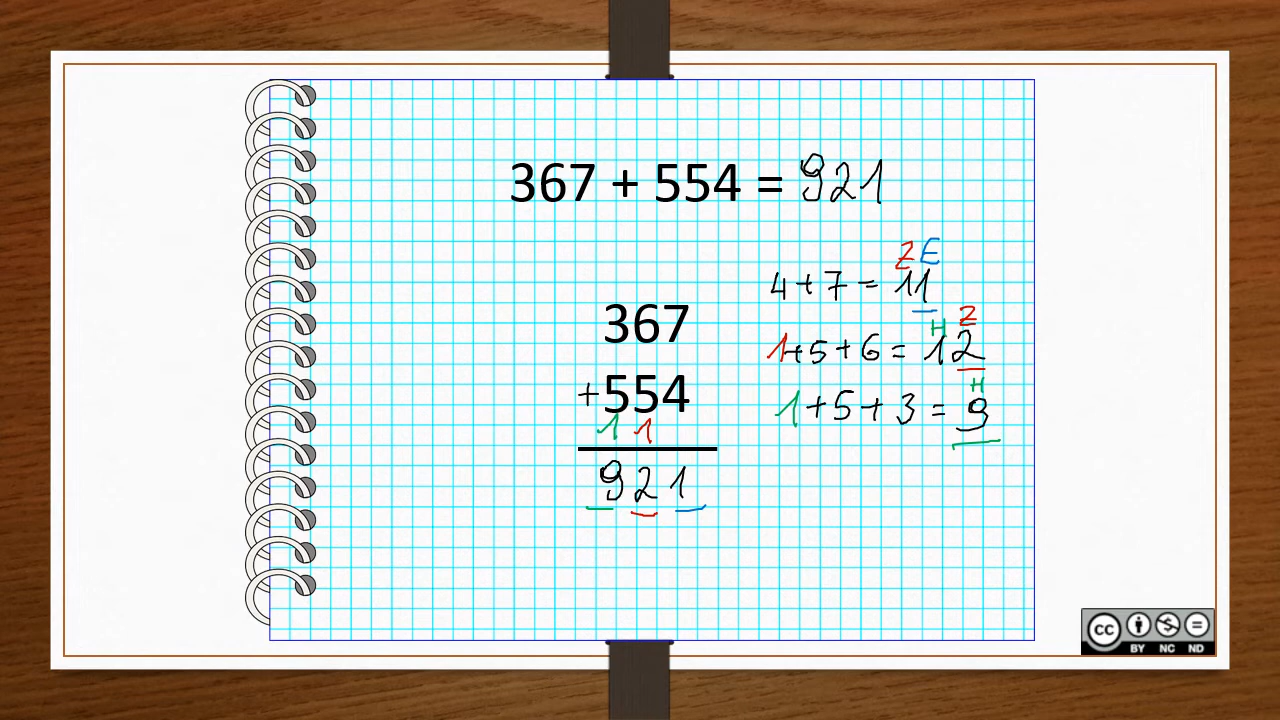 367 + 554 = 921
Z E
4 + 7 = 11
H Z
1+5+6 = 12
H
1+5+3 = 9
367
+554
1 1
921
cc BY NC ND